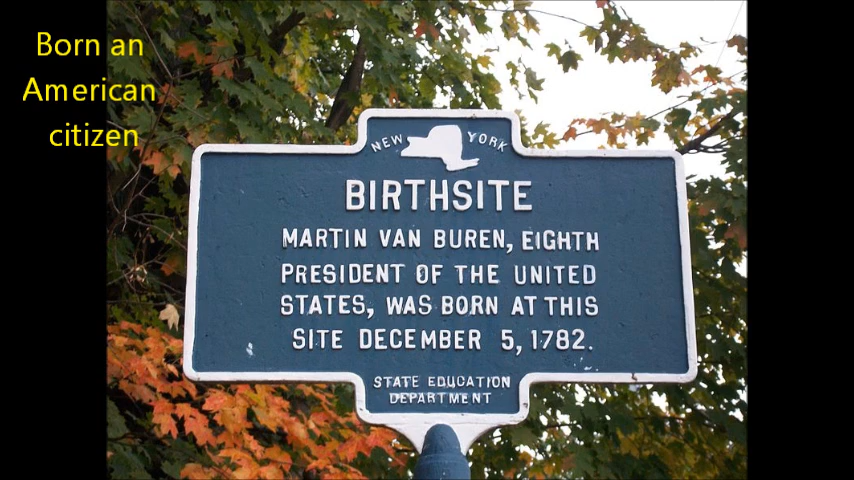 Born an
American
citizen
NEW YORK
BIRTHSITE
MARTIN VAN BUREN, EIGHTH
PRESIDENT OF THE UNITED
STATES, WAS BORN AT THIS
SITE DECEMBER 5, 1782.
STATE EDUCATION
DEPARTMENT